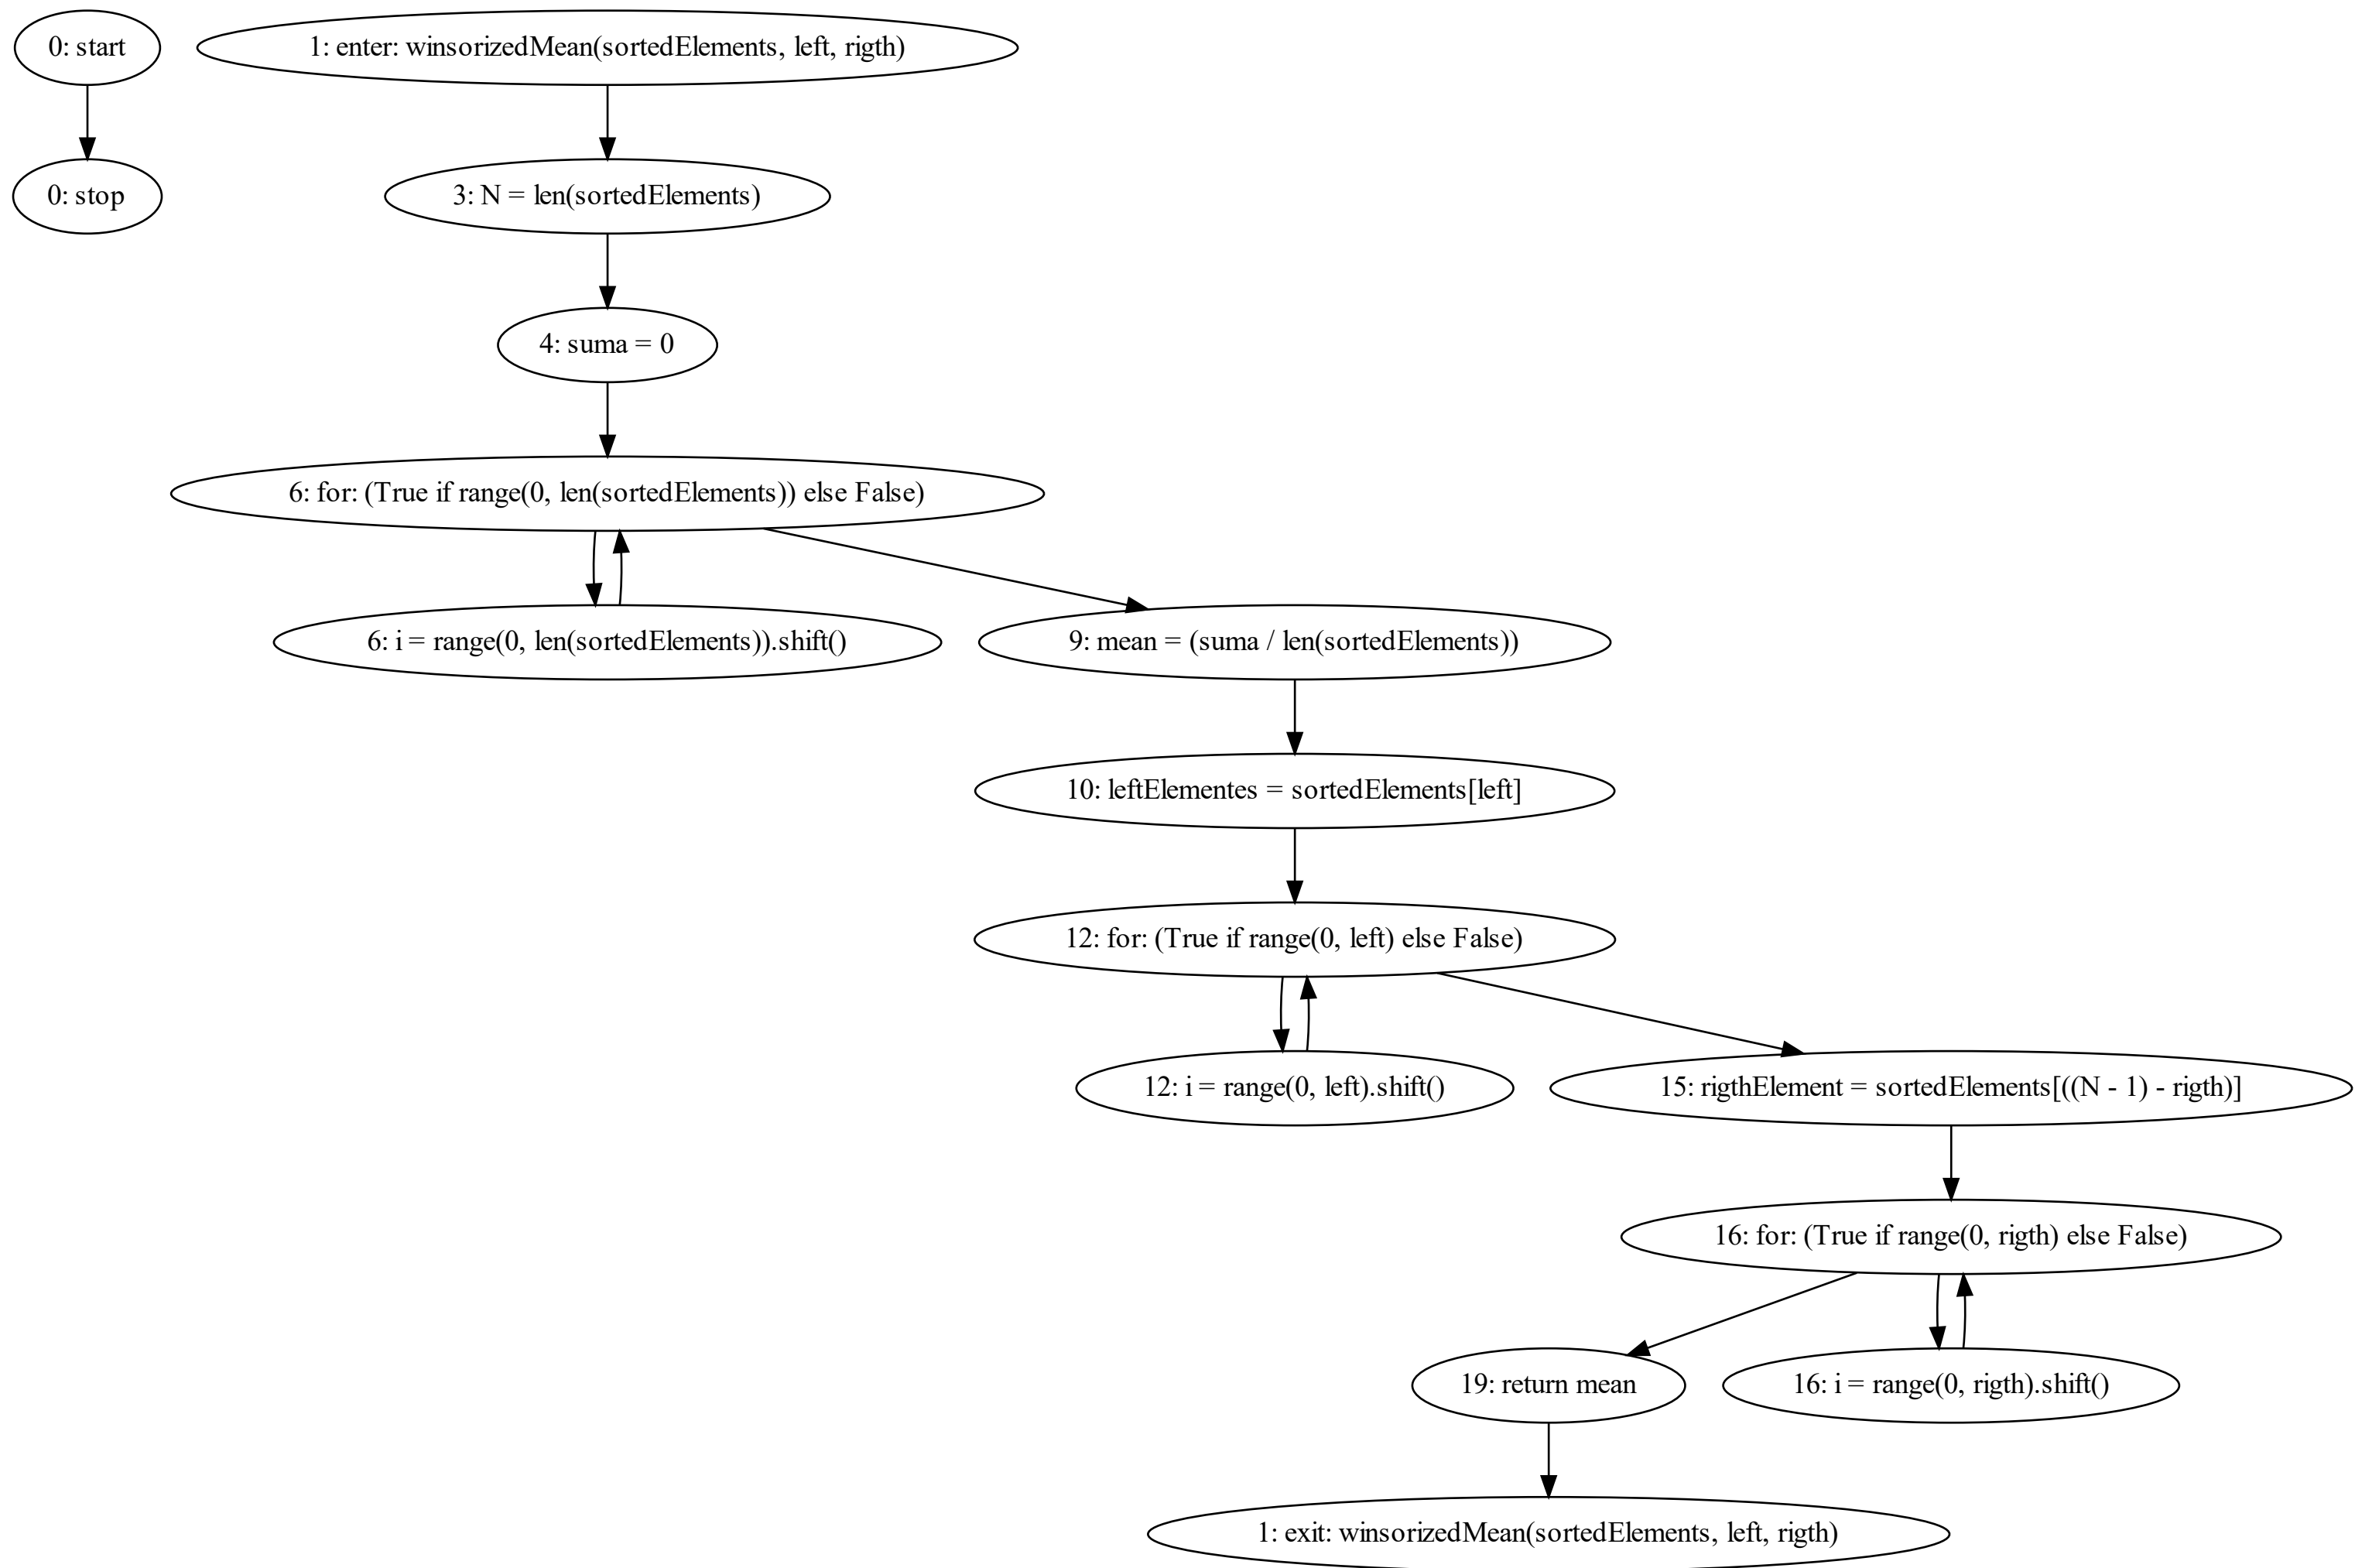 0: start
1: enter: winsorizedMean(sortedElements, left, rigth)
0: stop
3: N = len(sortedElements)
4: suma = 0
6: for: (True if range(0, len(sortedElements)) else False)
6: i = range(0, len(sortedElements)).shift()
9: mean = (suma / len(sortedElements))
10: leftElementes = sortedElements[left]
12: for: (True if range(0, left) else False)
12: i = range(0, left).shift()
15: rigthElement = sortedElements[((N - 1) - rigth)]
16: for: (True if range(0, rigth) else False)
19: return mean
16: i = range(0, rigth).shift()
1: exit: winsorizedMean(sortedElements, left, rigth)